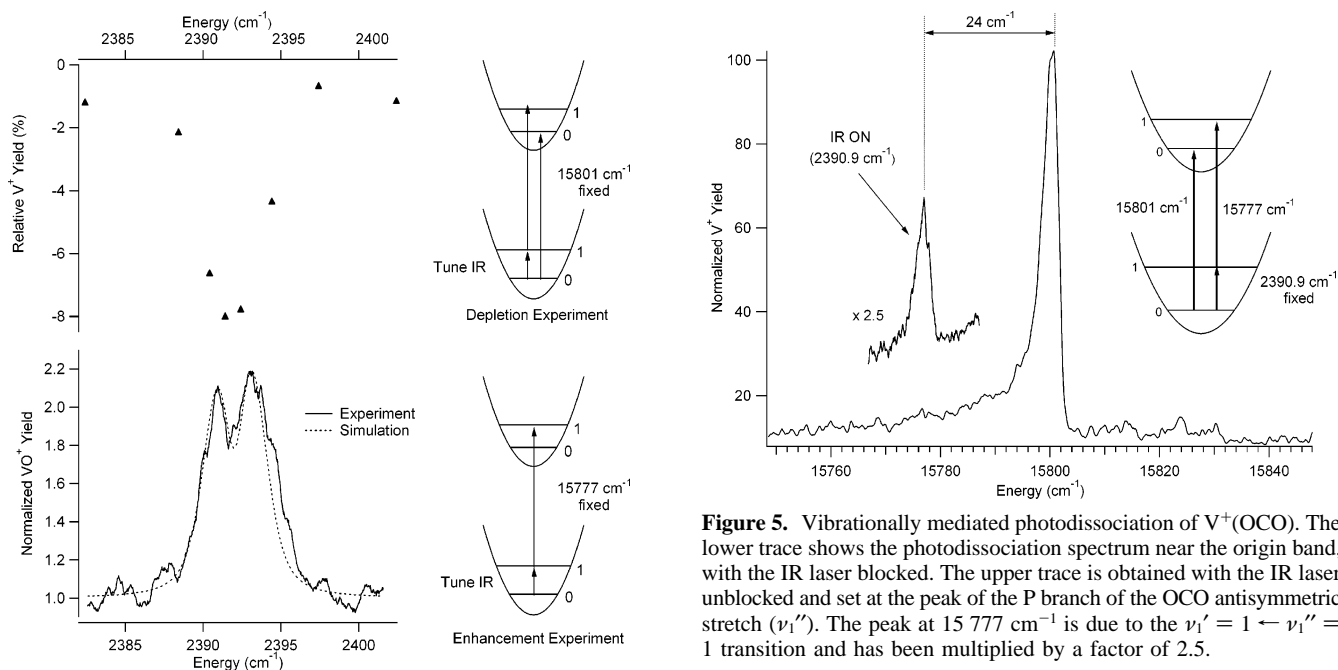 Energy (cm⁻¹)
2385 2391 2397 2400
0
-2
-4
-6
-8
Relative V⁺ Yield (%)
1
0
15801 cm⁻¹
fixed
Tune IR
1
0
Depletion Experiment
2.2
2.0
1.8
1.6
1.4
1.2
1.0
Normalized VO⁺ Yield
Experiment
Simulation
2385 2391 2397 2400
Energy (cm⁻¹)
1
0
15777 cm⁻¹
fixed
Tune IR
1
0
Enhancement Experiment
24 cm⁻¹
100
80
60
40
20
Normalized V⁺ Yield
IR ON
(2390.9 cm⁻¹)
x 2.5
1
0
15801 cm⁻¹ 15777 cm⁻¹
1
0
2390.9 cm⁻¹
fixed
15760 15780 15800 15820 15840
Energy (cm⁻¹)
Figure 5. Vibrationally mediated photodissociation of V⁺(OCO). The
lower trace shows the photodissociation spectrum near the origin band,
with the IR laser blocked. The upper trace is obtained with the IR laser
unblocked and set at the peak of the P branch of the OCO antisymmetric
stretch (ν₁′′). The peak at 15 777 cm⁻¹ is due to the ν₁′ = 1 ← ν₁′′ =
1 transition and has been multiplied by a factor of 2.5.